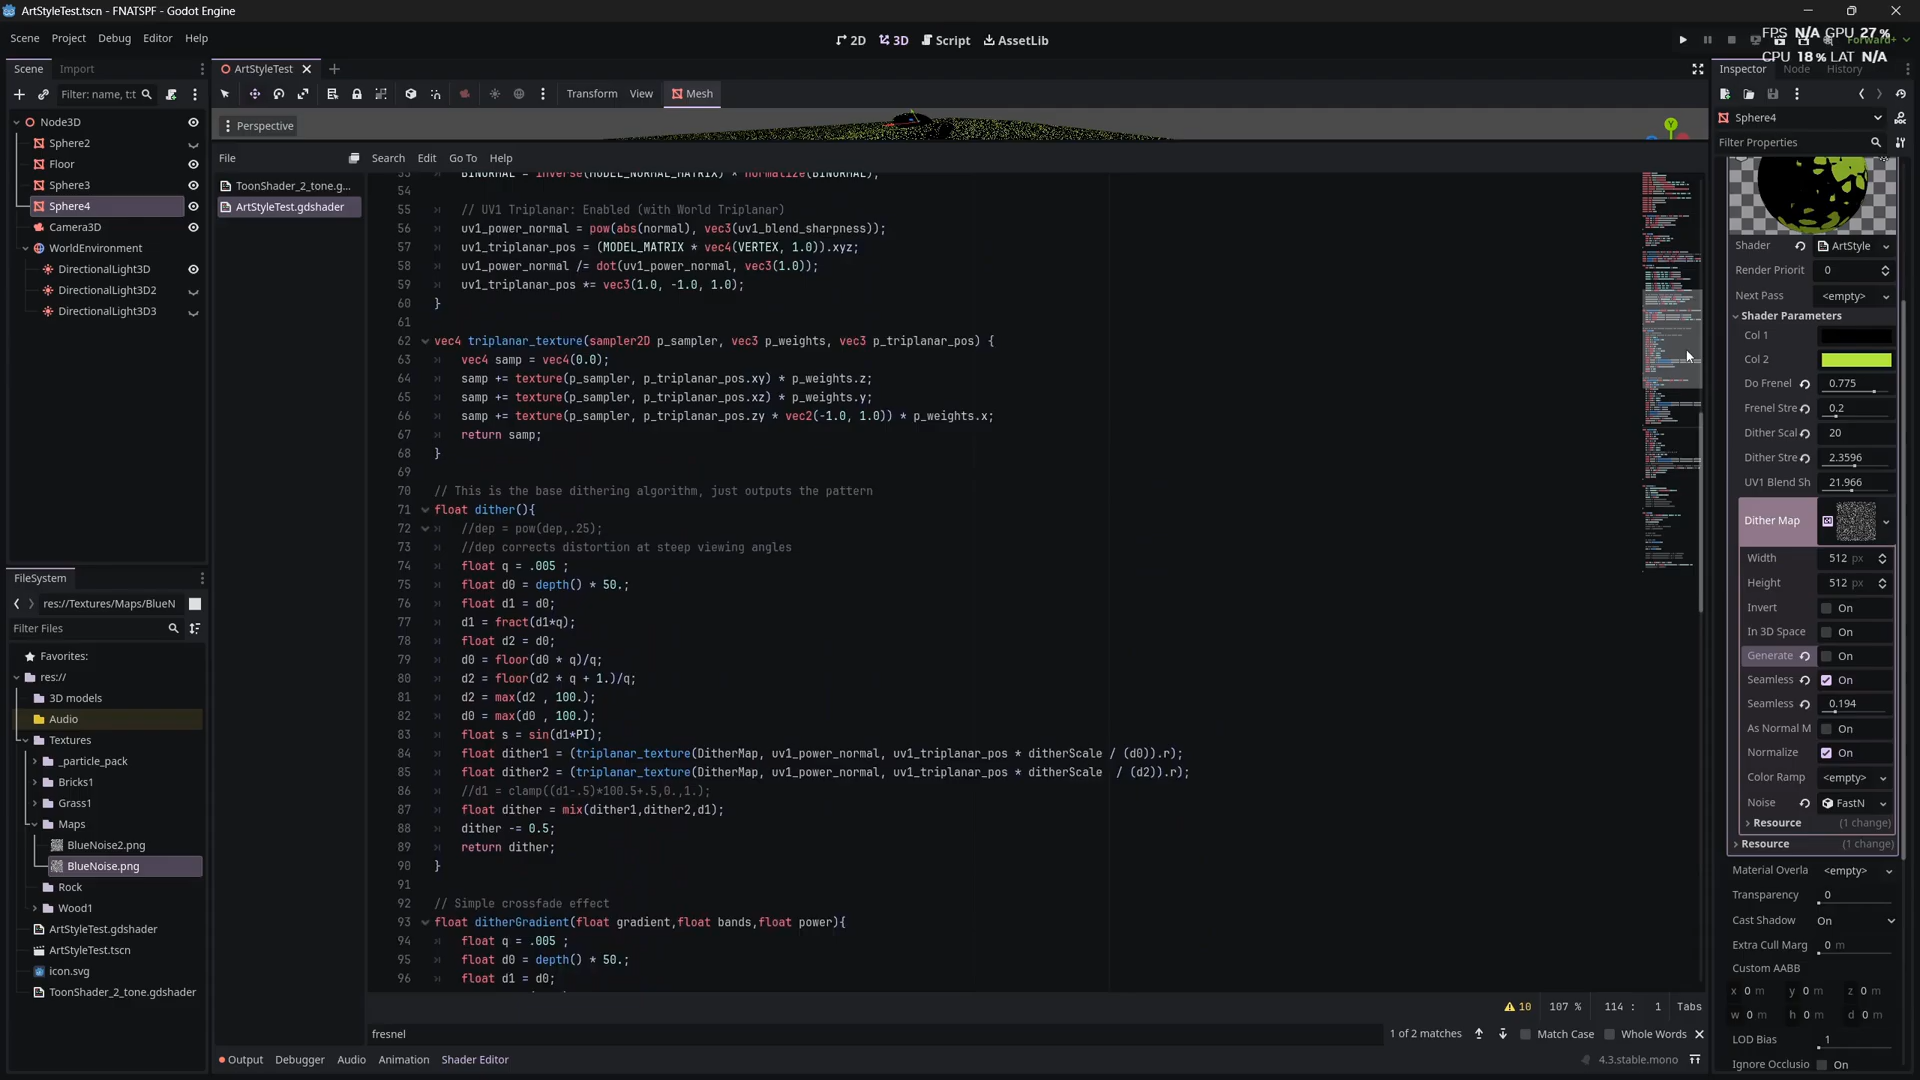 ArtStyleTest.tscn - FNATSPF - Godot Engine
Scene Project Debug Editor Help
2D 3D Script AssetLib
FPS N/A GPU 27 %
Forward+
CPU 18 % LAT N/A
Scene Import
Filter: name, t:t
Node3D
Sphere2
Floor
Sphere3
Sphere4
Camera3D
WorldEnvironment
DirectionalLight3D
DirectionalLight3D2
DirectionalLight3D3
FileSystem
res://Textures/Maps/BlueN
Filter Files
Favorites:
res://
3D models
Audio
Textures
_particle_pack
Bricks1
Grass1
Maps
BlueNoise2.png
BlueNoise.png
Rock
Wood1
ArtStyleTest.gdshader
ArtStyleTest.tscn
icon.svg
ToonShader_2_tone.gdshader
ArtStyleTest
Transform View Mesh
Perspective
File Search Edit Go To Help
ToonShader_2_tone.g...
ArtStyleTest.gdshader
53 BINORMAL = inverse(MODEL_NORMAL_MATRIX) * normalize(BINORMAL);
54
55 // UV1 Triplanar: Enabled (with World Triplanar)
56 uv1_power_normal = pow(abs(normal), vec3(uv1_blend_sharpness));
57 uv1_triplanar_pos = (MODEL_MATRIX * vec4(VERTEX, 1.0)).xyz;
58 uv1_power_normal /= dot(uv1_power_normal, vec3(1.0));
59 uv1_triplanar_pos *= vec3(1.0, -1.0, 1.0);
60 }
61
62 vec4 triplanar_texture(sampler2D p_sampler, vec3 p_weights, vec3 p_triplanar_pos) {
63 vec4 samp = vec4(0.0);
64 samp += texture(p_sampler, p_triplanar_pos.xy) * p_weights.z;
65 samp += texture(p_sampler, p_triplanar_pos.xz) * p_weights.y;
66 samp += texture(p_sampler, p_triplanar_pos.zy * vec2(-1.0, 1.0)) * p_weights.x;
67 return samp;
68 }
69
70 // This is the base dithering algorithm, just outputs the pattern
71 float dither(){
72 //dep = pow(dep,.25);
73 //dep corrects distortion at steep viewing angles
74 float q = .005 ;
75 float d0 = depth() * 50.;
76 float d1 = d0;
77 d1 = fract(d1*q);
78 float d2 = d0;
79 d0 = floor(d0 * q)/q;
80 d2 = floor(d2 * q + 1.)/q;
81 d2 = max(d2 , 100.);
82 d0 = max(d0 , 100.);
83 float s = sin(d1*PI);
84 float dither1 = (triplanar_texture(DitherMap, uv1_power_normal, uv1_triplanar_pos * ditherScale / (d0)).r);
85 float dither2 = (triplanar_texture(DitherMap, uv1_power_normal, uv1_triplanar_pos * ditherScale / (d2)).r);
86 //d1 = clamp((d1-.5)*100.5+.5,0.,1.);
87 float dither = mix(dither1,dither2,d1);
88 dither -= 0.5;
89 return dither;
90 }
91
92 // Simple crossfade effect
93 float ditherGradient(float gradient,float bands,float power){
94 float q = .005 ;
95 float d0 = depth() * 50.;
96 float d1 = d0;
10 107 % 114 : 1 Tabs
fresnel 1 of 2 matches Match Case Whole Words
Output Debugger Audio Animation Shader Editor 4.3.stable.mono
Inspector Node History
Sphere4
Filter Properties
Y
Shader ArtStyle
Render Priorit 0
Next Pass <empty>
Shader Parameters
Col 1
Col 2
Do Frenel 0.775
Frenel Stre 0.2
Dither Scal 20
Dither Stre 2.3596
UV1 Blend Sh 21.966
Dither Map
Width 512 px
Height 512 px
Invert On
In 3D Space On
Generate On
Seamless On
Seamless 0.194
As Normal M On
Normalize On
Color Ramp <empty>
Noise FastN
Resource (1 change)
Resource (1 change)
Material Overla <empty>
Transparency 0
Cast Shadow On
Extra Cull Marg 0 m
Custom AABB
x 0 m y 0 m z 0 m
w 0 m h 0 m d 0 m
LOD Bias 1
Ignore Occlusio On